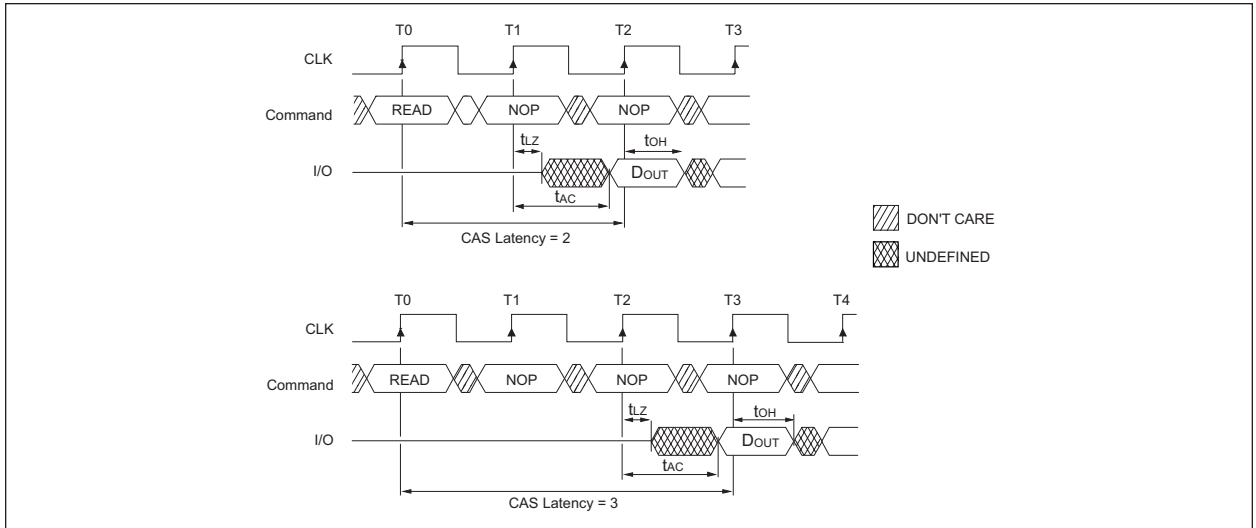 T0 T1 T2 T3
CLK
Command READ NOP NOP
tLZ tOH
I/O DOUT
tAC
CAS Latency = 2
DON'T CARE
UNDEFINED
T0 T1 T2 T3 T4
CLK
Command READ NOP NOP NOP
tLZ tOH
I/O DOUT
tAC
CAS Latency = 3